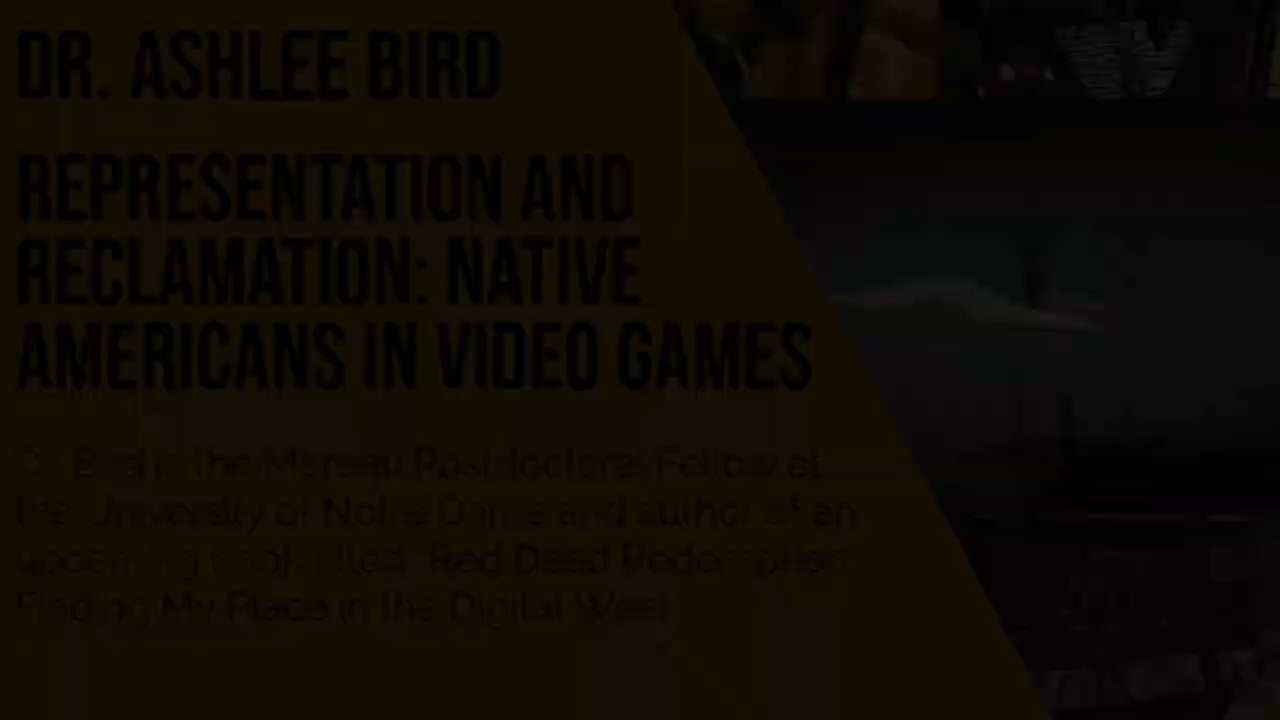 DR. ASHLEE BIRD
REPRESENTATION AND
RECLAMATION: NATIVE
AMERICANS IN VIDEO GAMES
Dr. Bird is the Moreau Postdoctoral Fellow at
the University of Notre Dame and author of an
upcoming book titled "Red Dead Redemption
Finding My Place in the Digital West"